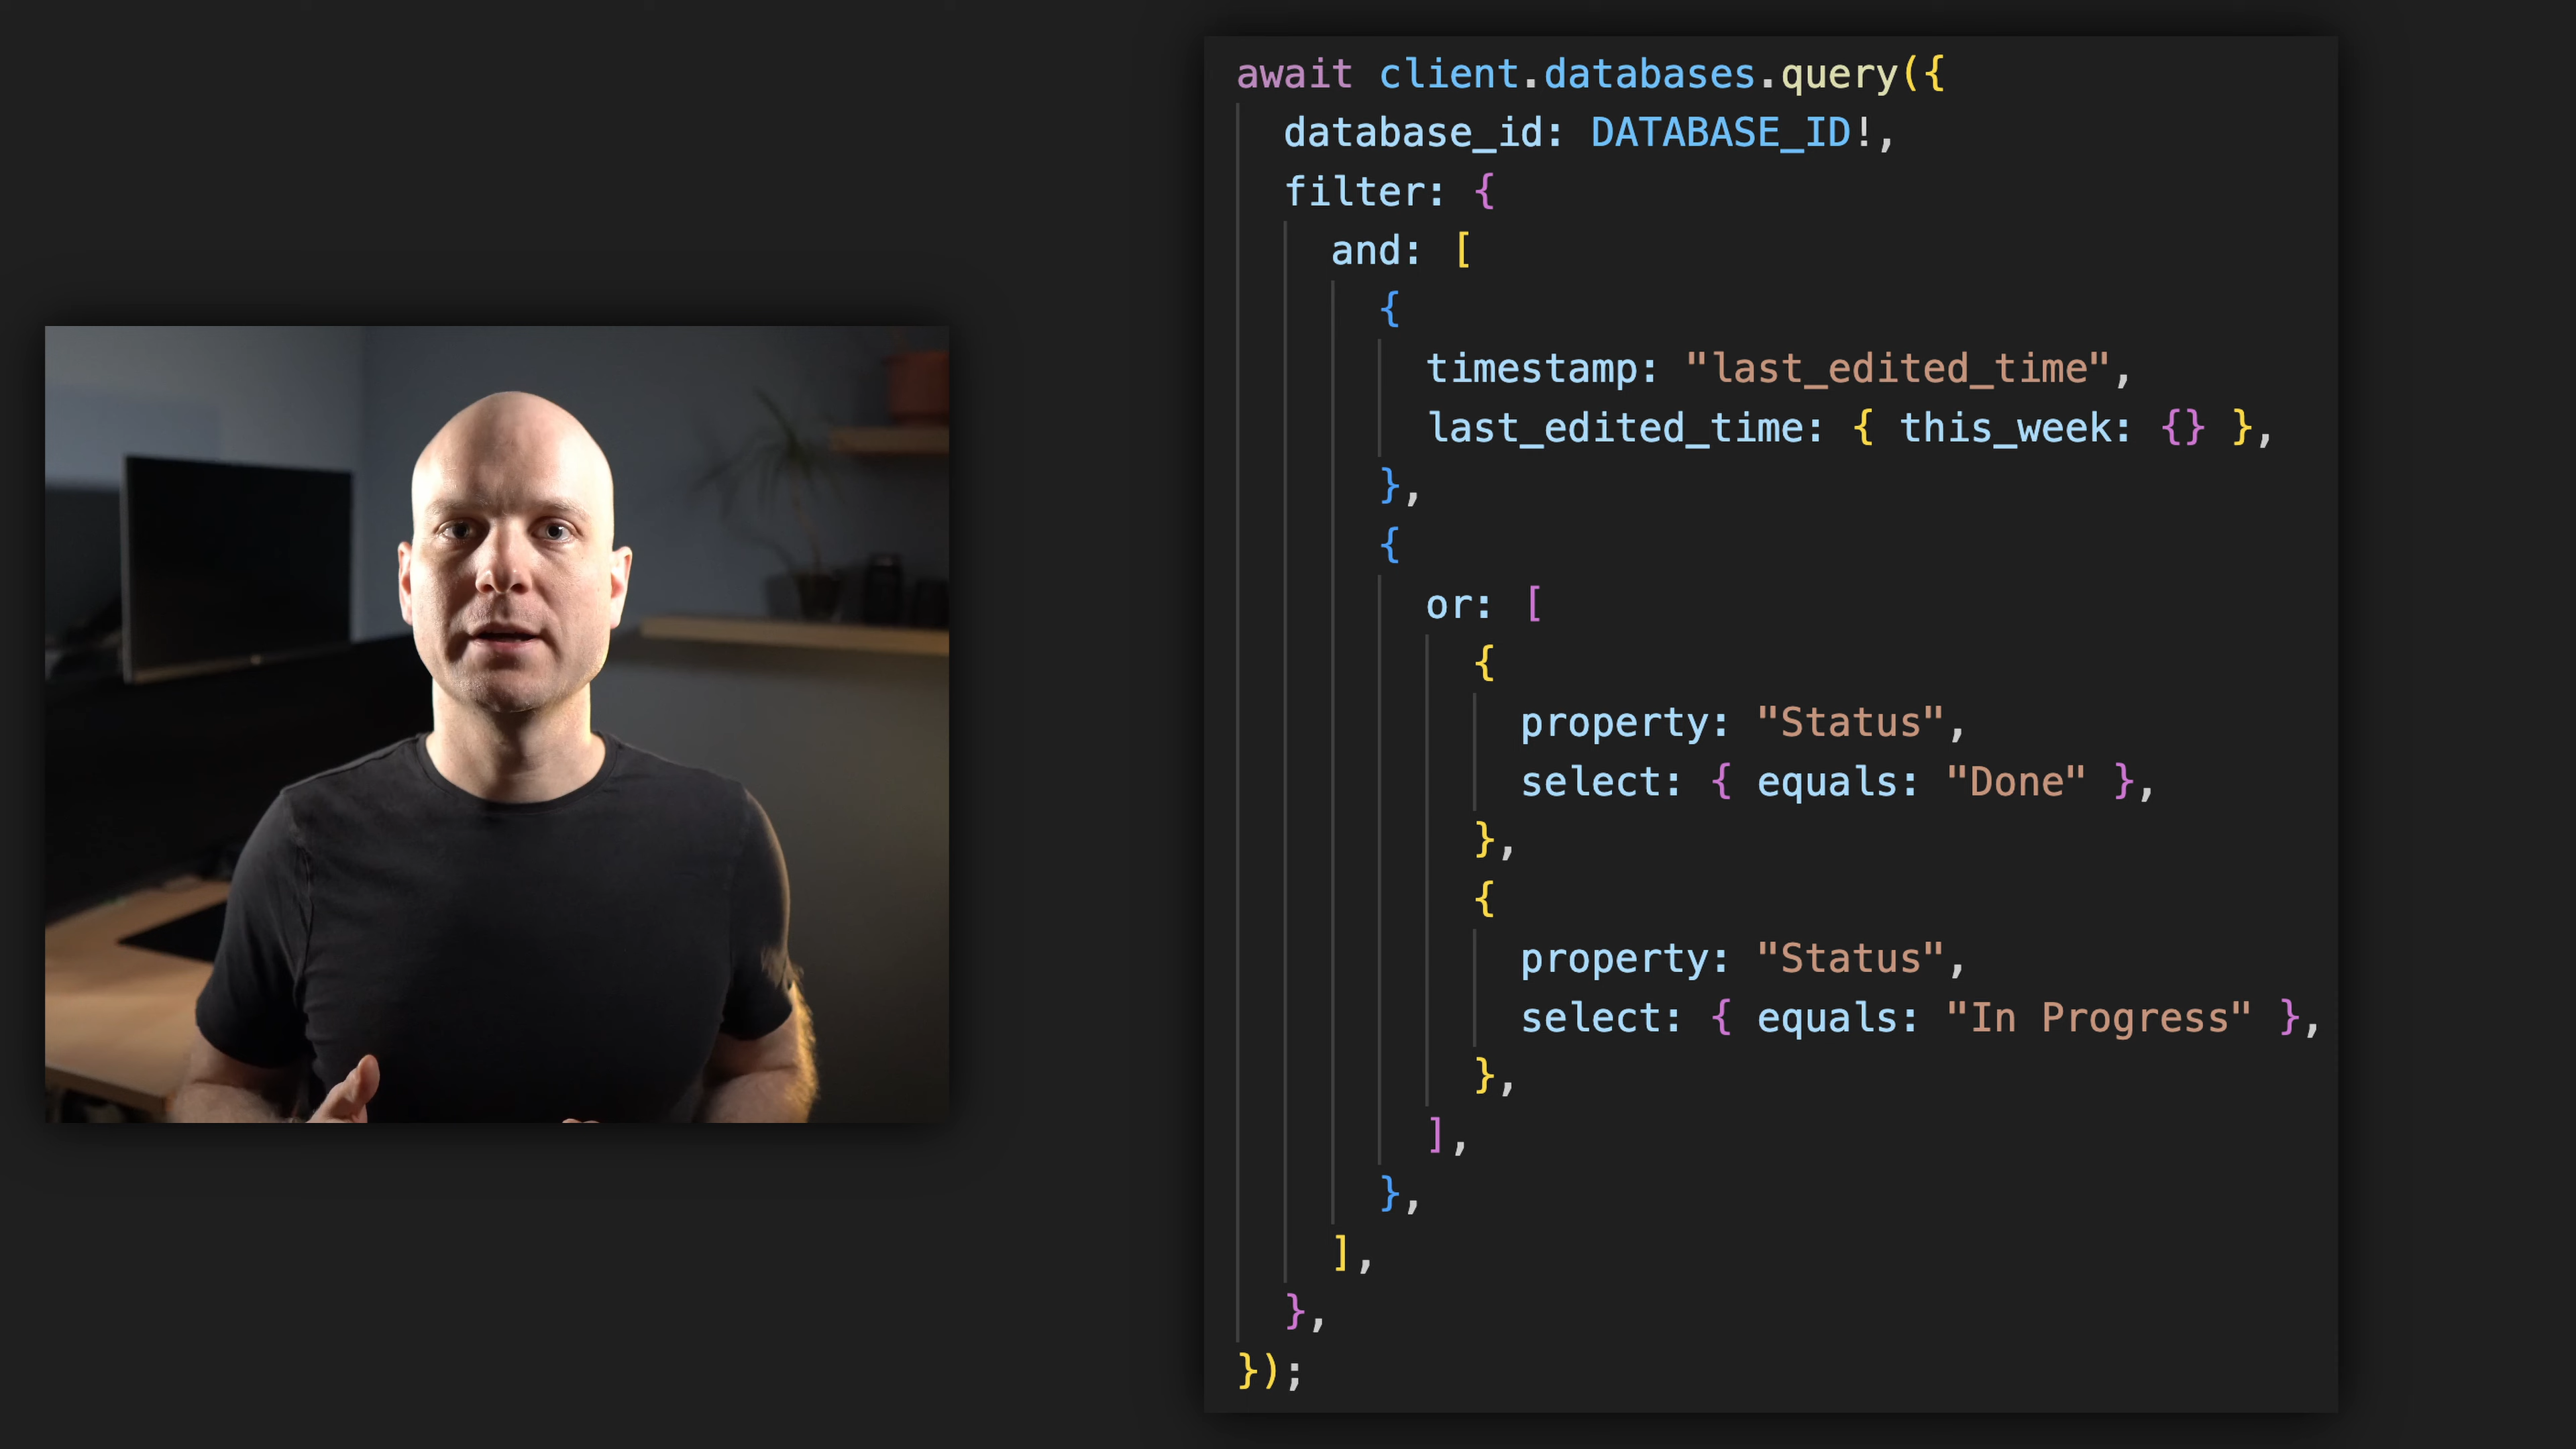 await client.databases.query({
database_id: DATABASE_ID!,
filter: {
and: [
{
timestamp: "last_edited_time",
last_edited_time: { this_week: {} },
},
{
or: [
{
property: "Status",
select: { equals: "Done" },
},
{
property: "Status",
select: { equals: "In Progress" },
},
],
},
],
},
});